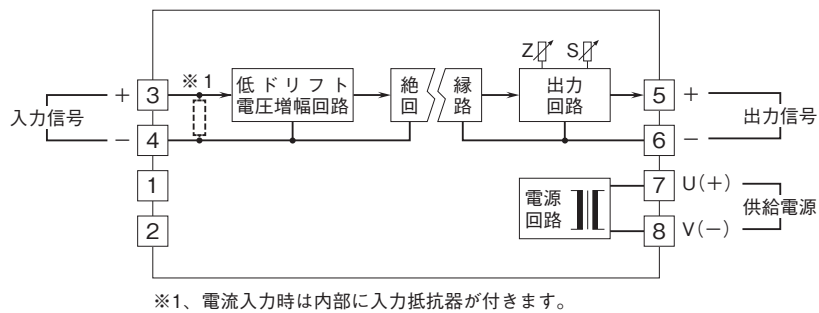 Z S
※1
低ドリフト
電圧増幅回路
絶縁
回路
出力
回路
+ 3
入力信号
− 4
1
2
5 +
出力信号
6 −
電源
回路
7 U(+)
供給電源
8 V(−)
※1、電流入力時は内部に入力抵抗器が付きます。